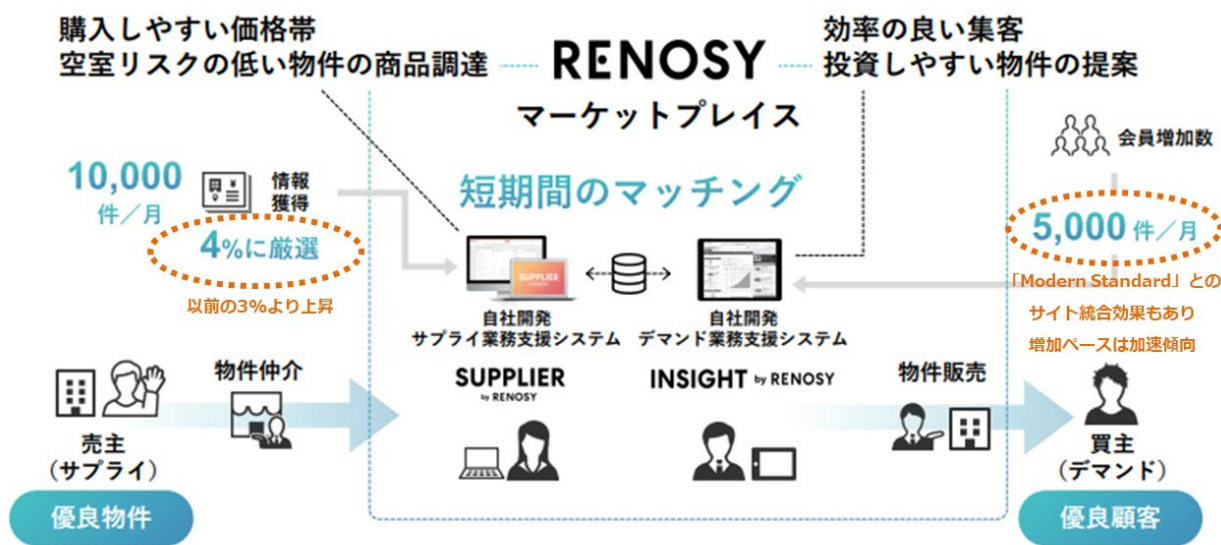 購入しやすい価格帯
空室リスクの低い物件の商品調達
RENOSY
マーケットプレイス
効率の良い集客
投資しやすい物件の提案
10,000
件／月
情報
獲得
4%に厳選
以前の3%より上昇
短期間のマッチング
会員増加数
5,000 件／月
「Modern Standard」との
サイト統合効果もあり
増加ペースは加速傾向
SUPPLIER
自社開発
サプライ業務支援システム
自社開発
デマンド業務支援システム
SUPPLIER
by RENOSY
INSIGHT by RENOSY
物件仲介
物件販売
売主
（サプライ）
買主
（デマンド）
優良物件
優良顧客